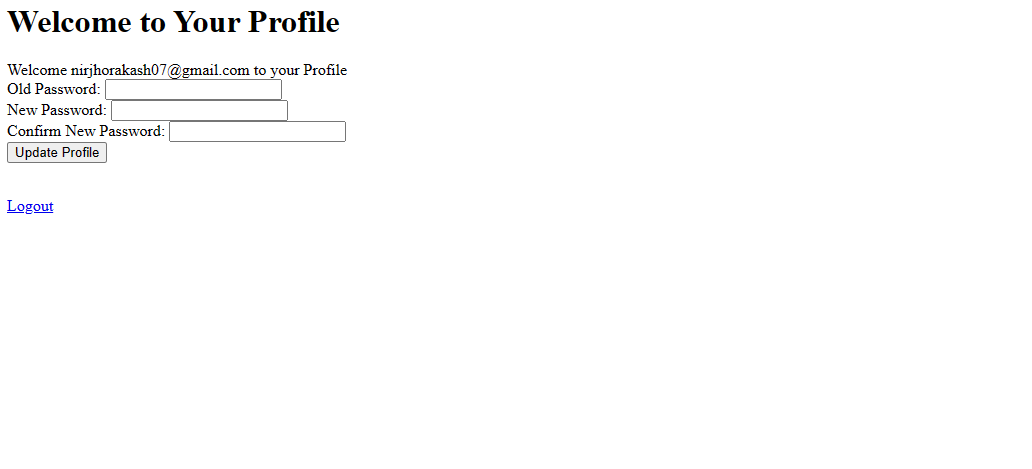 Welcome to Your Profile
Welcome nirjhorakash07@gmail.com to your Profile
Old Password:
New Password:
Confirm New Password:
Update Profile
Logout